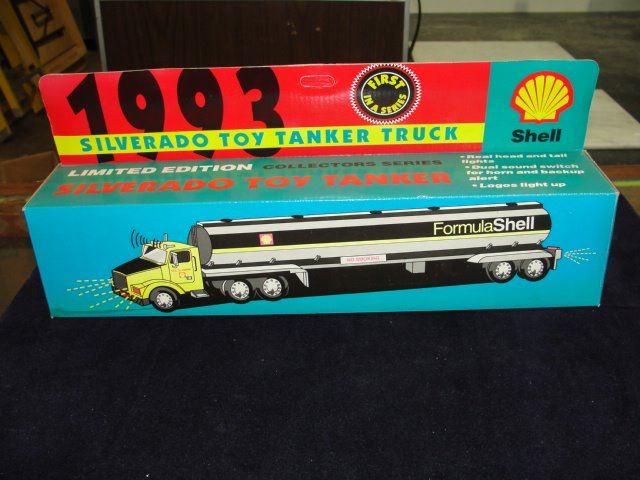 1993
FIRST
IN A SERIES
SILVERADO TOY TANKER TRUCK
Shell
LIMITED EDITION COLLECTORS SERIES
SILVERADO TOY TANKER
• Real head and tail
lights
• Dual sound switch
for horn and backup
alert
• Logos light up
FormulaShell
NO SMOKING